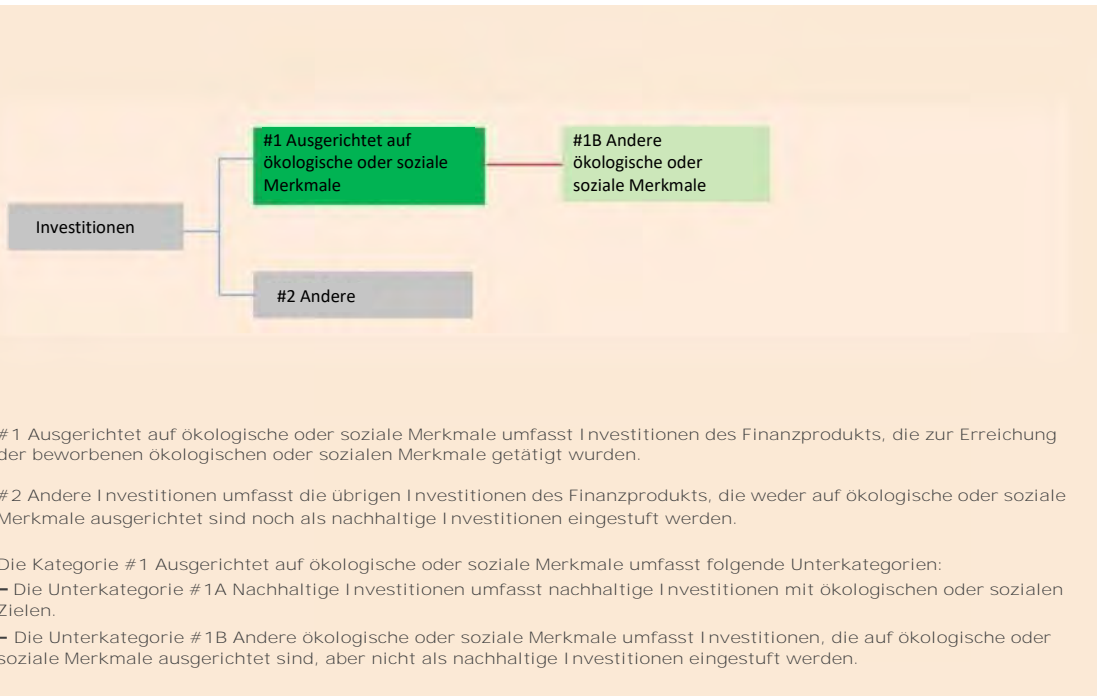 #1 Ausgerichtet auf
ökologische oder soziale
Merkmale
#1B Andere
ökologische oder
soziale Merkmale
Investitionen
#2 Andere
#1 Ausgerichtet auf ökologische oder soziale Merkmale umfasst Investitionen des Finanzprodukts, die zur Erreichung
der beworbenen ökologischen oder sozialen Merkmale getätigt wurden.
#2 Andere Investitionen umfasst die übrigen Investitionen des Finanzprodukts, die weder auf ökologische oder soziale
Merkmale ausgerichtet sind noch als nachhaltige Investitionen eingestuft werden.
Die Kategorie #1 Ausgerichtet auf ökologische oder soziale Merkmale umfasst folgende Unterkategorien:
– Die Unterkategorie #1A Nachhaltige Investitionen umfasst nachhaltige Investitionen mit ökologischen oder sozialen
Zielen.
– Die Unterkategorie #1B Andere ökologische oder soziale Merkmale umfasst Investitionen, die auf ökologische oder
soziale Merkmale ausgerichtet sind, aber nicht als nachhaltige Investitionen eingestuft werden.